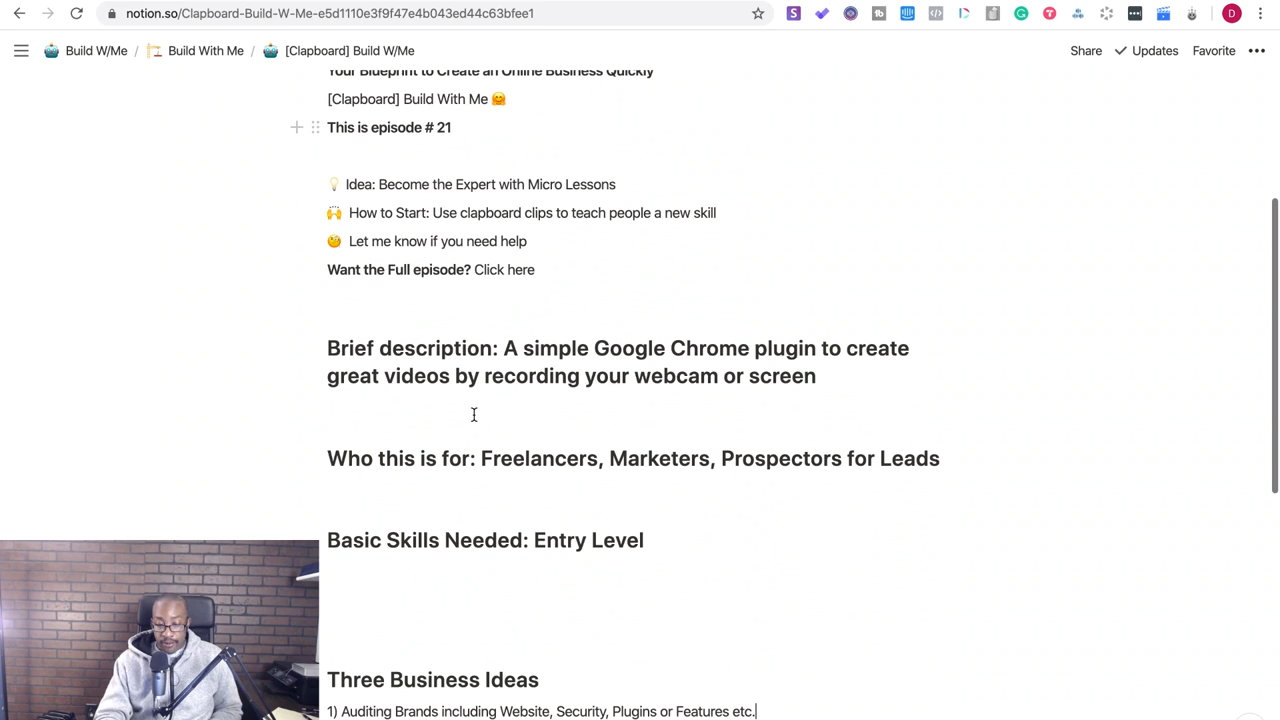 notion.so/Clapboard-Build-W-Me-e5d1110e3f9f47e4b043ed44c63bfee1
D
Build W/Me / Build With Me / [Clapboard] Build W/Me
Share Updates Favorite
Your Blueprint to Create an Online Business Quickly
[Clapboard] Build With Me
This is episode # 21
Idea: Become the Expert with Micro Lessons
How to Start: Use clapboard clips to teach people a new skill
Let me know if you need help
Want the Full episode? Click here
Brief description: A simple Google Chrome plugin to create
great videos by recording your webcam or screen
Who this is for: Freelancers, Marketers, Prospectors for Leads
Basic Skills Needed: Entry Level
Three Business Ideas
1) Auditing Brands including Website, Security, Plugins or Features etc.